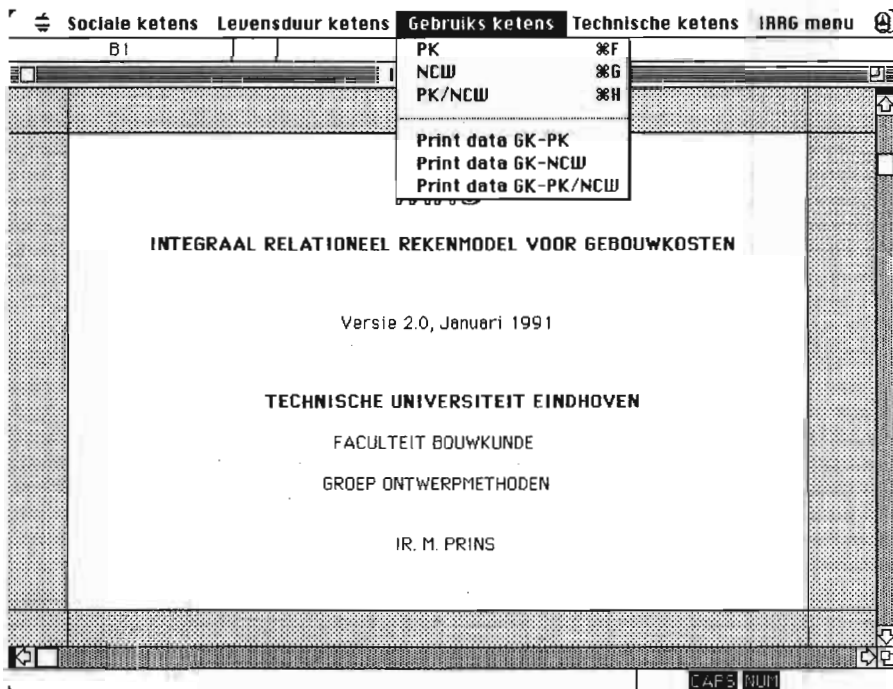 Sociale ketens Levensduur ketens Gebruiks ketens Technische ketens IRRG menu
B1
PK ⌘F
NCW ⌘G
PK/NCW ⌘H
Print data GK-PK
Print data GK-NCW
Print data GK-PK/NCW
INTEGRAAL RELATIONEEL REKENMODEL VOOR GEBOUWKOSTEN
Versie 2.0, Januari 1991
TECHNISCHE UNIVERSITEIT EINDHOVEN
FACULTEIT BOUWKUNDE
GROEP ONTWERPMETHODEN
IR. M. PRINS
CAPS NUM